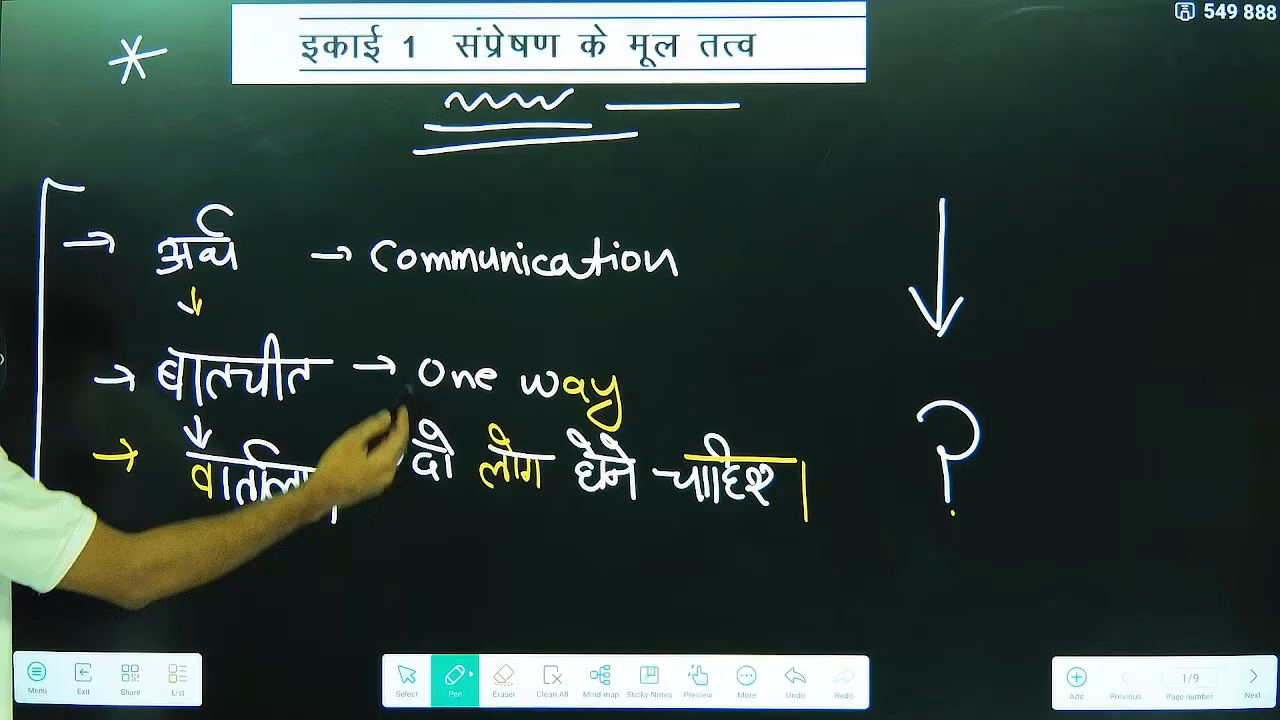 549 888
इकाई 1 संप्रेषण के मूल तत्व
अर्थ → Communication
बातचीत → One way
दो लोग होने चाहिए।
Menu Exit Share List
Select Pen Eraser Clean All Mind map Sticky Notes Preview More Undo Redo
Add Previous 1/9 Page number Next